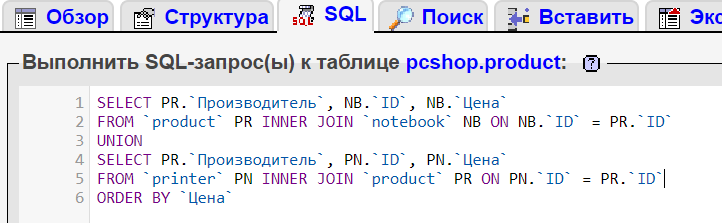 Обзор Структура SQL Поиск Вставить Экс
Выполнить SQL-запрос(ы) к таблице pcshop.product:
1 SELECT PR.`Производитель`, NB.`ID`, NB.`Цена`
2 FROM `product` PR INNER JOIN `notebook` NB ON NB.`ID` = PR.`ID`
3 UNION
4 SELECT PR.`Производитель`, PN.`ID`, PN.`Цена`
5 FROM `printer` PN INNER JOIN `product` PR ON PN.`ID` = PR.`ID`
6 ORDER BY `Цена`